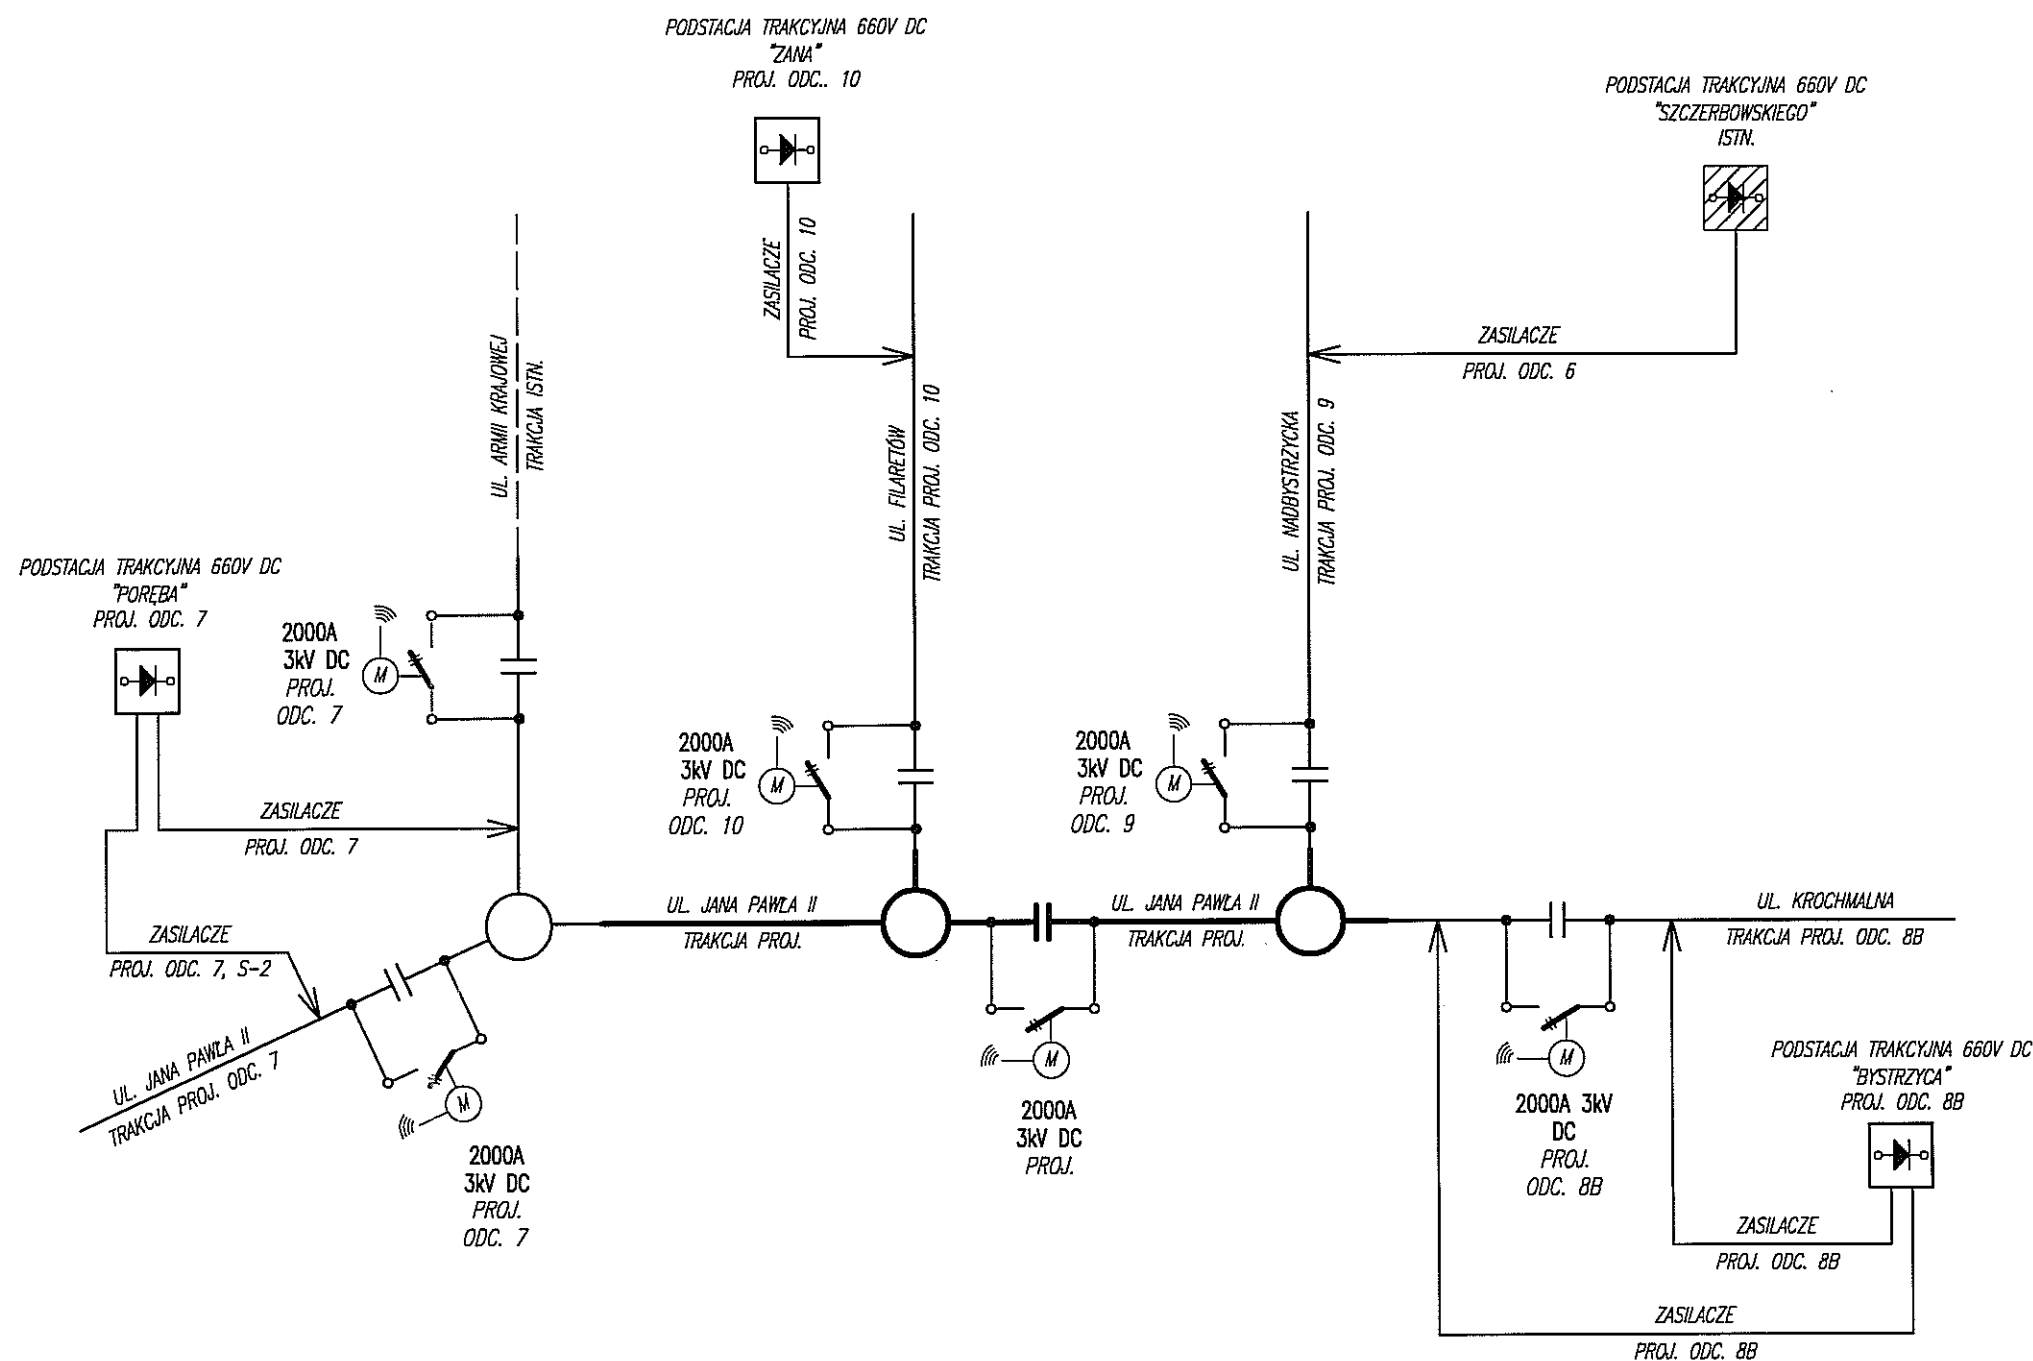 PODSTACJA TRAKCYJNA 660V DC
"ZANA"
PROJ. ODC.. 10
PODSTACJA TRAKCYJNA 660V DC
"SZCZERBOWSKIEGO"
ISTN.
ZASILACZE
PROJ. ODC. 10
ZASILACZE
PROJ. ODC. 6
UL. ARMII KRAJOWEJ
TRAKCJA ISTN.
UL. FILARETÓW
TRAKCJA PROJ. ODC. 10
UL. NADBYSTRZYCKA
TRAKCJA PROJ. ODC. 9
PODSTACJA TRAKCYJNA 660V DC
"PORĘBA"
PROJ. ODC. 7
2000A
3kV DC
PROJ.
ODC. 7
M
2000A
3kV DC
PROJ.
ODC. 10
M
2000A
3kV DC
PROJ.
ODC. 9
M
ZASILACZE
PROJ. ODC. 7
ZASILACZE
PROJ. ODC. 7, S-2
UL. JANA PAWŁA II
TRAKCJA PROJ.
UL. JANA PAWŁA II
TRAKCJA PROJ.
UL. KROCHMALNA
TRAKCJA PROJ. ODC. 8B
UL. JANA PAWŁA II
TRAKCJA PROJ. ODC. 7
M
2000A
3kV DC
PROJ.
ODC. 7
M
2000A
3kV DC
PROJ.
M
2000A 3kV
DC
PROJ.
ODC. 8B
PODSTACJA TRAKCYJNA 660V DC
"BYSTRZYCA"
PROJ. ODC. 8B
ZASILACZE
PROJ. ODC. 8B
ZASILACZE
PROJ. ODC. 8B